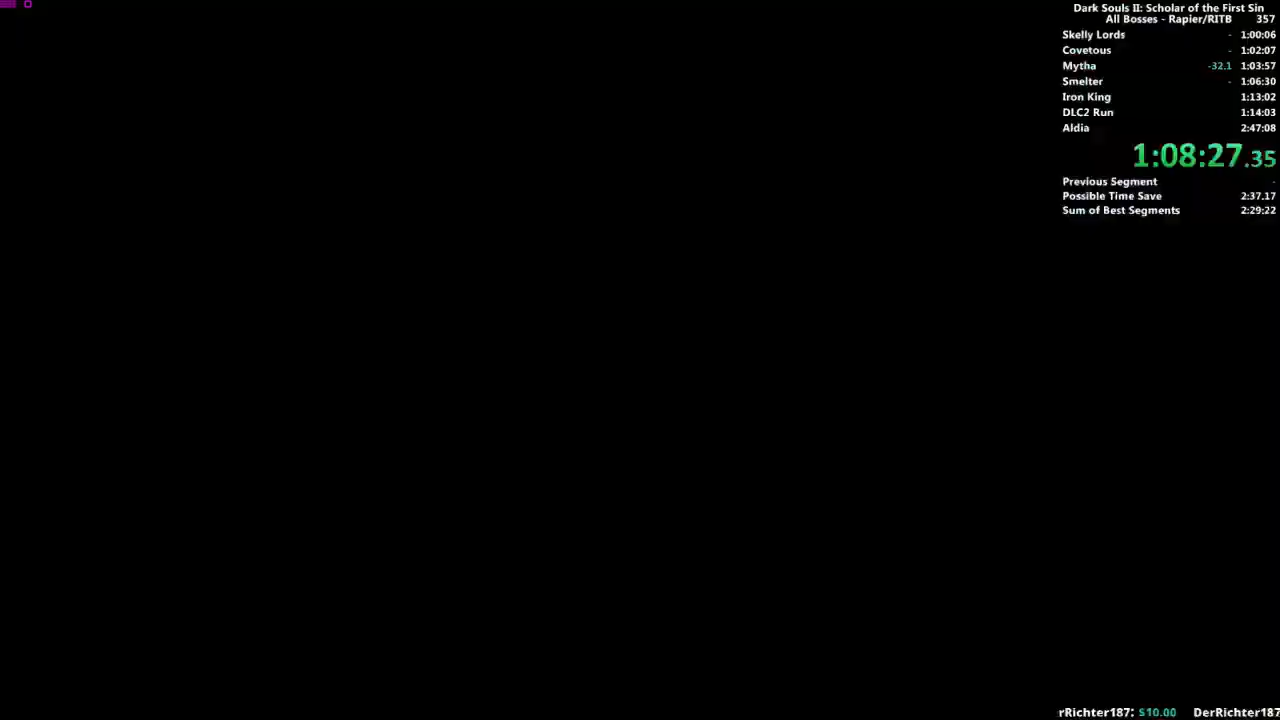 Dark Souls II: Scholar of the First Sin
All Bosses - Rapier/RITB 357
Skelly Lords - 1:00:06
Covetous - 1:02:07
Mytha -32.1 1:03:57
Smelter - 1:06:30
Iron King 1:13:02
DLC2 Run 1:14:03
Aldia 2:47:08
1:08:27.35
Previous Segment -
Possible Time Save 2:37.17
Sum of Best Segments 2:29:22
rRichter187: $10.00 DerRichter187